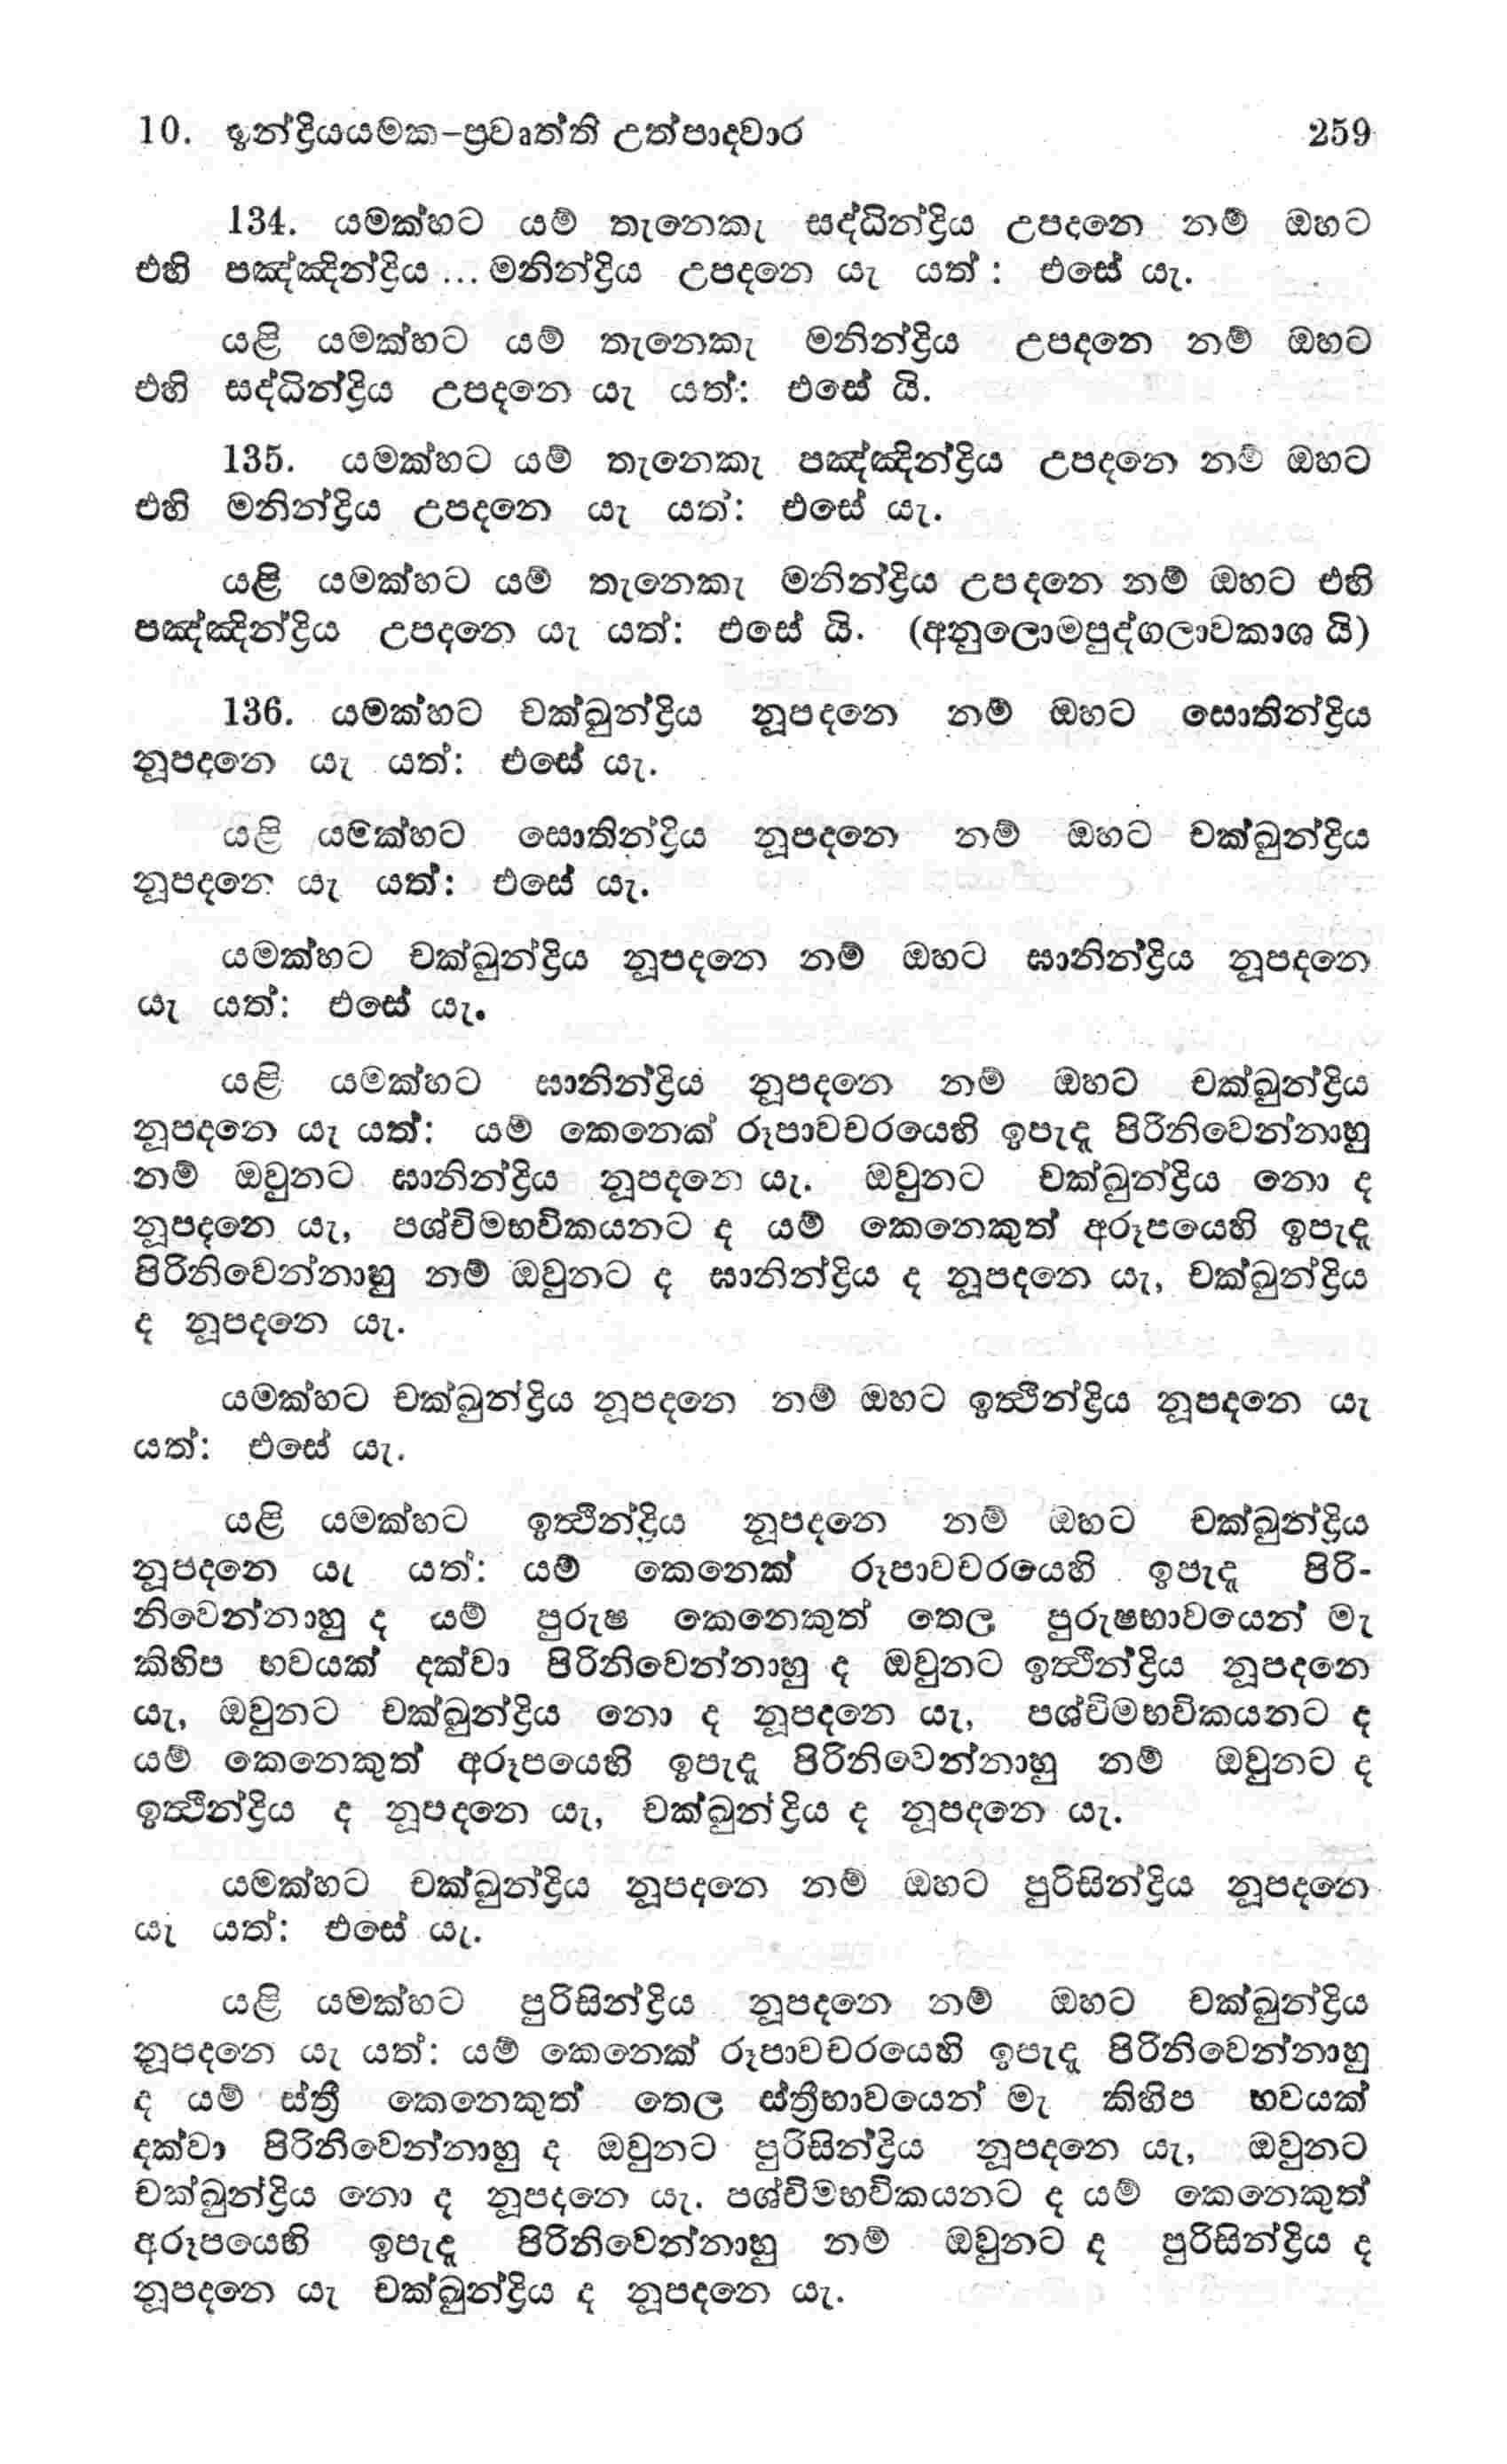 10. ඉන්ද්‍රියයමක-ප්‍රවෘත්ති උත්පාදවාර 259
134. යමක්හට යම් තැනෙකැ සද්ධින්ද්‍රිය උපදනෙ නම් ඔහට
එහි පඤ්ඤින්ද්‍රිය ... මනින්ද්‍රිය උපදනෙ යැ යත්: එසේ යැ.
යළි යමක්හට යම් තැනෙකැ මනින්ද්‍රිය උපදනෙ නම් ඔහට
එහි සද්ධින්ද්‍රිය උපදනෙ යැ යත්: එසේ යි.
135. යමක්හට යම් තැනෙකැ පඤ්ඤින්ද්‍රිය උපදනෙ නම් ඔහට
එහි මනින්ද්‍රිය උපදනෙ යැ යත්: එසේ යැ.
යළි යමක්හට යම් තැනෙකැ මනින්ද්‍රිය උපදනෙ නම් ඔහට එහි
පඤ්ඤින්ද්‍රිය උපදනෙ යැ යත්: එසේ යි. (අනුලොමපුද්ගලාවකාශ යි)
136. යමක්හට චක්ඛුන්ද්‍රිය නූපදනෙ නම් ඔහට සොතින්ද්‍රිය
නූපදනෙ යැ යත්: එසේ යැ.
යළි යමක්හට සොතින්ද්‍රිය නූපදනෙ නම් ඔහට චක්ඛුන්ද්‍රිය
නූපදනෙ යැ යත්: එසේ යැ.
යමක්හට චක්ඛුන්ද්‍රිය නූපදනෙ නම් ඔහට ඝානින්ද්‍රිය නූපදනෙ
යැ යත්: එසේ යැ.
යළි යමක්හට ඝානින්ද්‍රිය නූපදනෙ නම් ඔහට චක්ඛුන්ද්‍රිය
නූපදනෙ යැ යත්: යම් කෙනෙක් රූපාවචරයෙහි ඉපැදැ පිරිනිවෙන්නාහු
නම් ඔවුනට ඝානින්ද්‍රිය නූපදනෙ යැ. ඔවුනට චක්ඛුන්ද්‍රිය නො ද
නූපදනෙ යැ, පශ්චිමභවිකයනට ද යම් කෙනෙකුත් අරූපයෙහි ඉපැදැ
පිරිනිවෙන්නාහු නම් ඔවුනට ද ඝානින්ද්‍රිය ද නූපදනෙ යැ, චක්ඛුන්ද්‍රිය
ද නූපදනෙ යැ.
යමක්හට චක්ඛුන්ද්‍රිය නූපදනෙ නම් ඔහට ඉත්‍ථින්ද්‍රිය නූපදනෙ යැ
යත්: එසේ යැ.
යළි යමක්හට ඉත්‍ථින්ද්‍රිය නූපදනෙ නම් ඔහට චක්ඛුන්ද්‍රිය
නූපදනෙ යැ යත්: යම් කෙනෙක් රූපාවචරයෙහි ඉපැදැ පිරි-
නිවෙන්නාහු ද යම් පුරුෂ කෙනෙකුත් තෙල පුරුෂභාවයෙන් මැ
කිහිප භවයක් දක්වා පිරිනිවෙන්නාහු ද ඔවුනට ඉත්‍ථින්ද්‍රිය නූපදනෙ
යැ, ඔවුනට චක්ඛුන්ද්‍රිය නො ද නූපදනෙ යැ, පශ්චිමභවිකයනට ද
යම් කෙනෙකුත් අරූපයෙහි ඉපැදැ පිරිනිවෙන්නාහු නම් ඔවුනට ද
ඉත්‍ථින්ද්‍රිය ද නූපදනෙ යැ, චක්ඛුන්ද්‍රිය ද නූපදනෙ යැ.
යමක්හට චක්ඛුන්ද්‍රිය නූපදනෙ නම් ඔහට පුරිසින්ද්‍රිය නූපදනෙ
යැ යත්: එසේ යැ.
යළි යමක්හට පුරිසින්ද්‍රිය නූපදනෙ නම් ඔහට චක්ඛුන්ද්‍රිය
නූපදනෙ යැ යත්: යම් කෙනෙක් රූපාවචරයෙහි ඉපැදැ පිරිනිවෙන්නාහු
ද යම් ස්ත්‍රී කෙනෙකුත් තෙල ස්ත්‍රීභාවයෙන් මැ කිහිප භවයක්
දක්වා පිරිනිවෙන්නාහු ද ඔවුනට පුරිසින්ද්‍රිය නූපදනෙ යැ, ඔවුනට
චක්ඛුන්ද්‍රිය නො ද නූපදනෙ යැ. පශ්චිමභවිකයනට ද යම් කෙනෙකුත්
අරූපයෙහි ඉපැදැ පිරිනිවෙන්නාහු නම් ඔවුනට ද පුරිසින්ද්‍රිය ද
නූපදනෙ යැ චක්ඛුන්ද්‍රිය ද නූපදනෙ යැ.